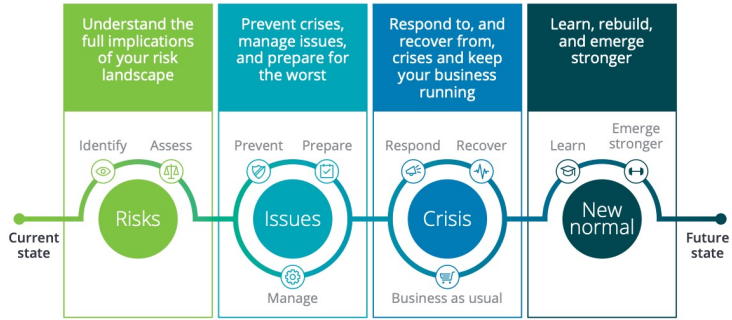 Understand the
full implications
of your risk
landscape
Prevent crises,
manage issues,
and prepare for
the worst
Respond to, and
recover from,
crises and keep
your business
running
Learn, rebuild,
and emerge
stronger
Identify
Assess
Prevent
Prepare
Respond
Recover
Learn
Emerge
stronger
Risks
Issues
Crisis
New
normal
Current
state
Future
state
Manage
Business as usual